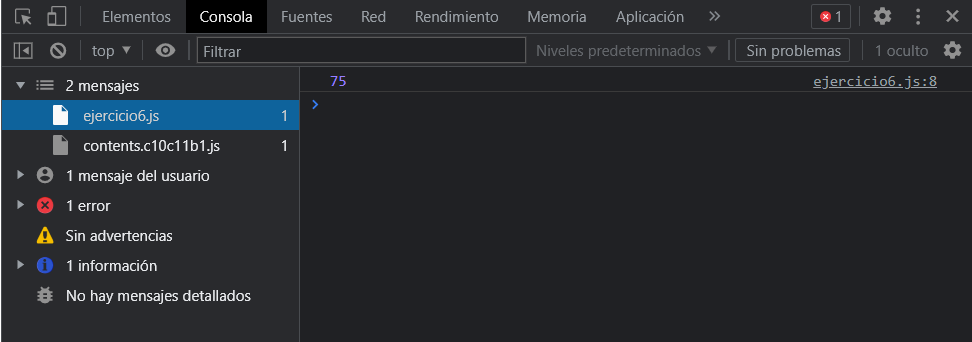 Elementos Consola Fuentes Red Rendimiento Memoria Aplicación » 1
top Filtrar Niveles predeterminados Sin problemas 1 oculto
2 mensajes
ejercicio6.js 1
contents.c10c11b1.js 1
1 mensaje del usuario
1 error
Sin advertencias
1 información
No hay mensajes detallados
75 ejercicio6.js:8